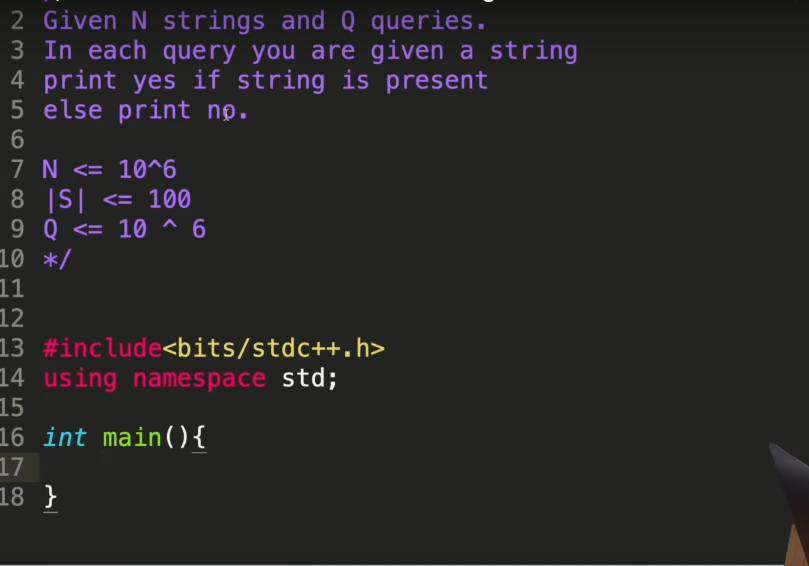 2 Given N strings and Q queries.
3 In each query you are given a string
4 print yes if string is present
5 else print no.
6
7 N <= 10^6
8 |S| <= 100
9 Q <= 10 ^ 6
10 */
11
12
13 #include<bits/stdc++.h>
14 using namespace std;
15
16 int main(){
17
18 }